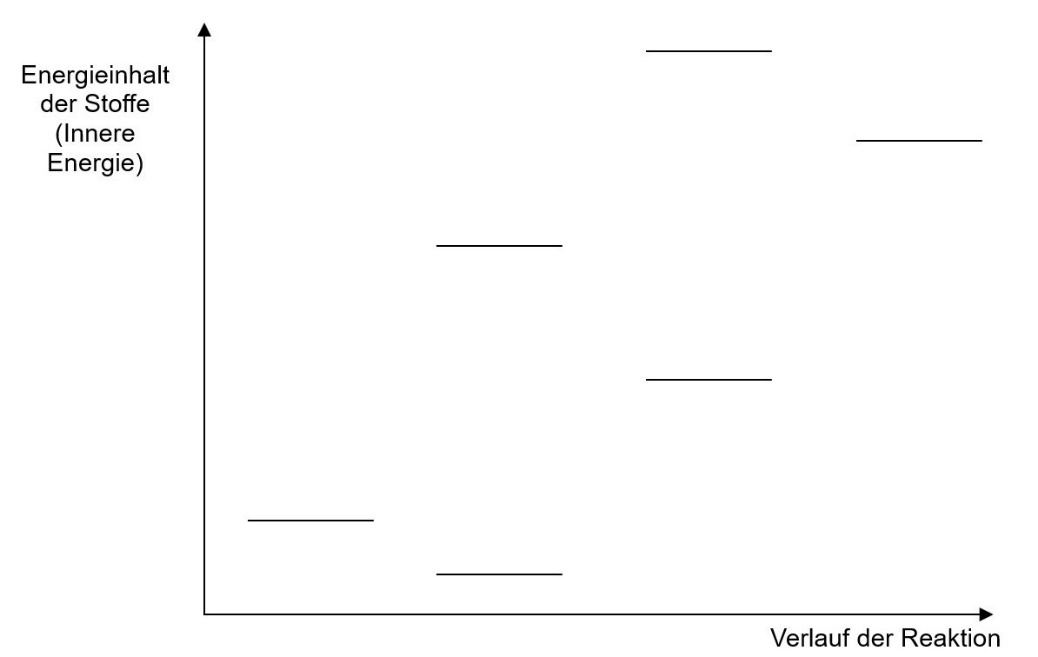 Energieinhalt
der Stoffe
(Innere
Energie)
Verlauf der Reaktion